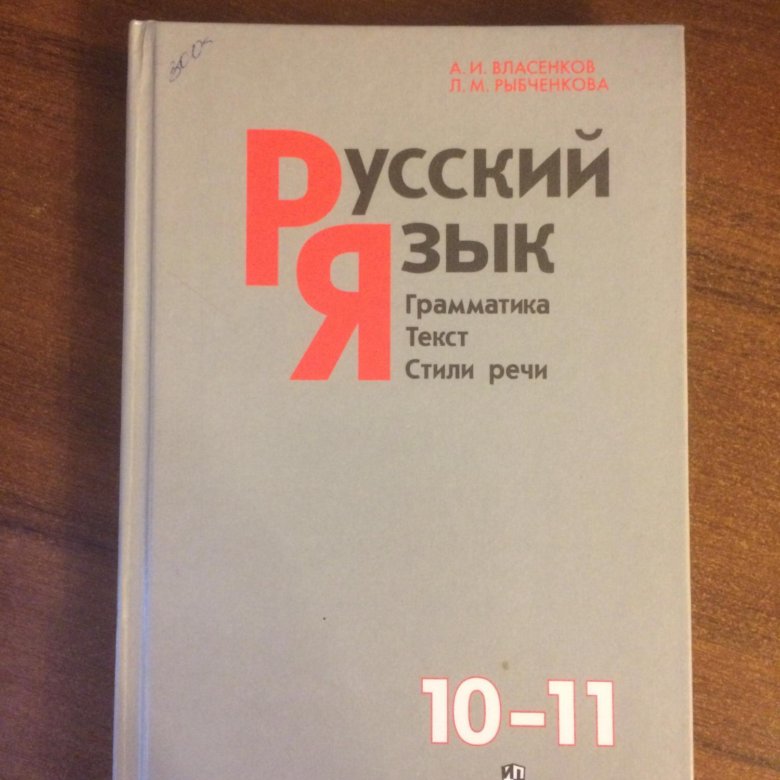 А. И. ВЛАСЕНКОВ
Л. М. РЫБЧЕНКОВА
Русский
Язык
Грамматика
Текст
Стили речи
10–11